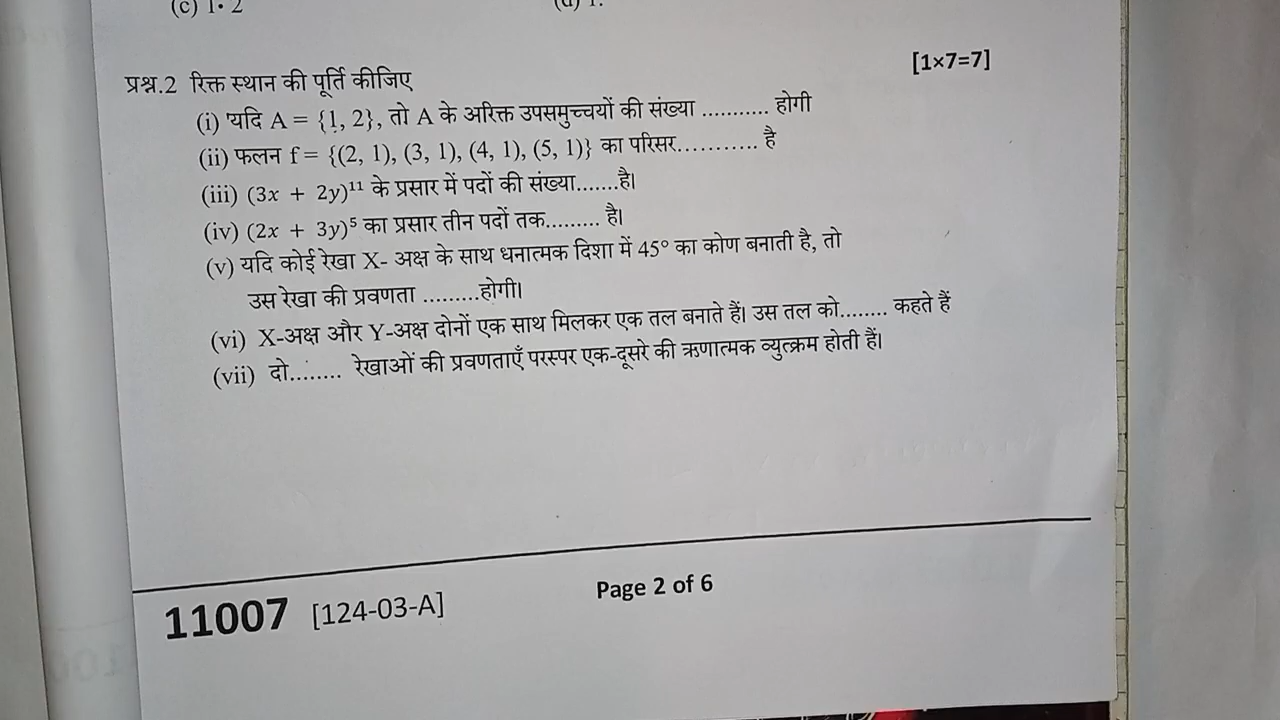 (c) 1· 2
(d) 1.
[1×7=7]
प्रश्न.2 रिक्त स्थान की पूर्ति कीजिए
(i) यदि A = {1, 2}, तो A के अरिक्त उपसमुच्चयों की संख्या ........... होगी
(ii) फलन f = {(2, 1), (3, 1), (4, 1), (5, 1)} का परिसर............ है
(iii) (3x + 2y)¹¹ के प्रसार में पदों की संख्या.......है।
(iv) (2x + 3y)⁵ का प्रसार तीन पदों तक......... है।
(v) यदि कोई रेखा X- अक्ष के साथ धनात्मक दिशा में 45° का कोण बनाती है, तो
उस रेखा की प्रवणता .........होगी।
(vi) X-अक्ष और Y-अक्ष दोनों एक साथ मिलकर एक तल बनाते हैं। उस तल को........ कहते हैं
(vii) दो........ रेखाओं की प्रवणताएँ परस्पर एक-दूसरे की ऋणात्मक व्युत्क्रम होती हैं।
11007 [124-03-A]
Page 2 of 6